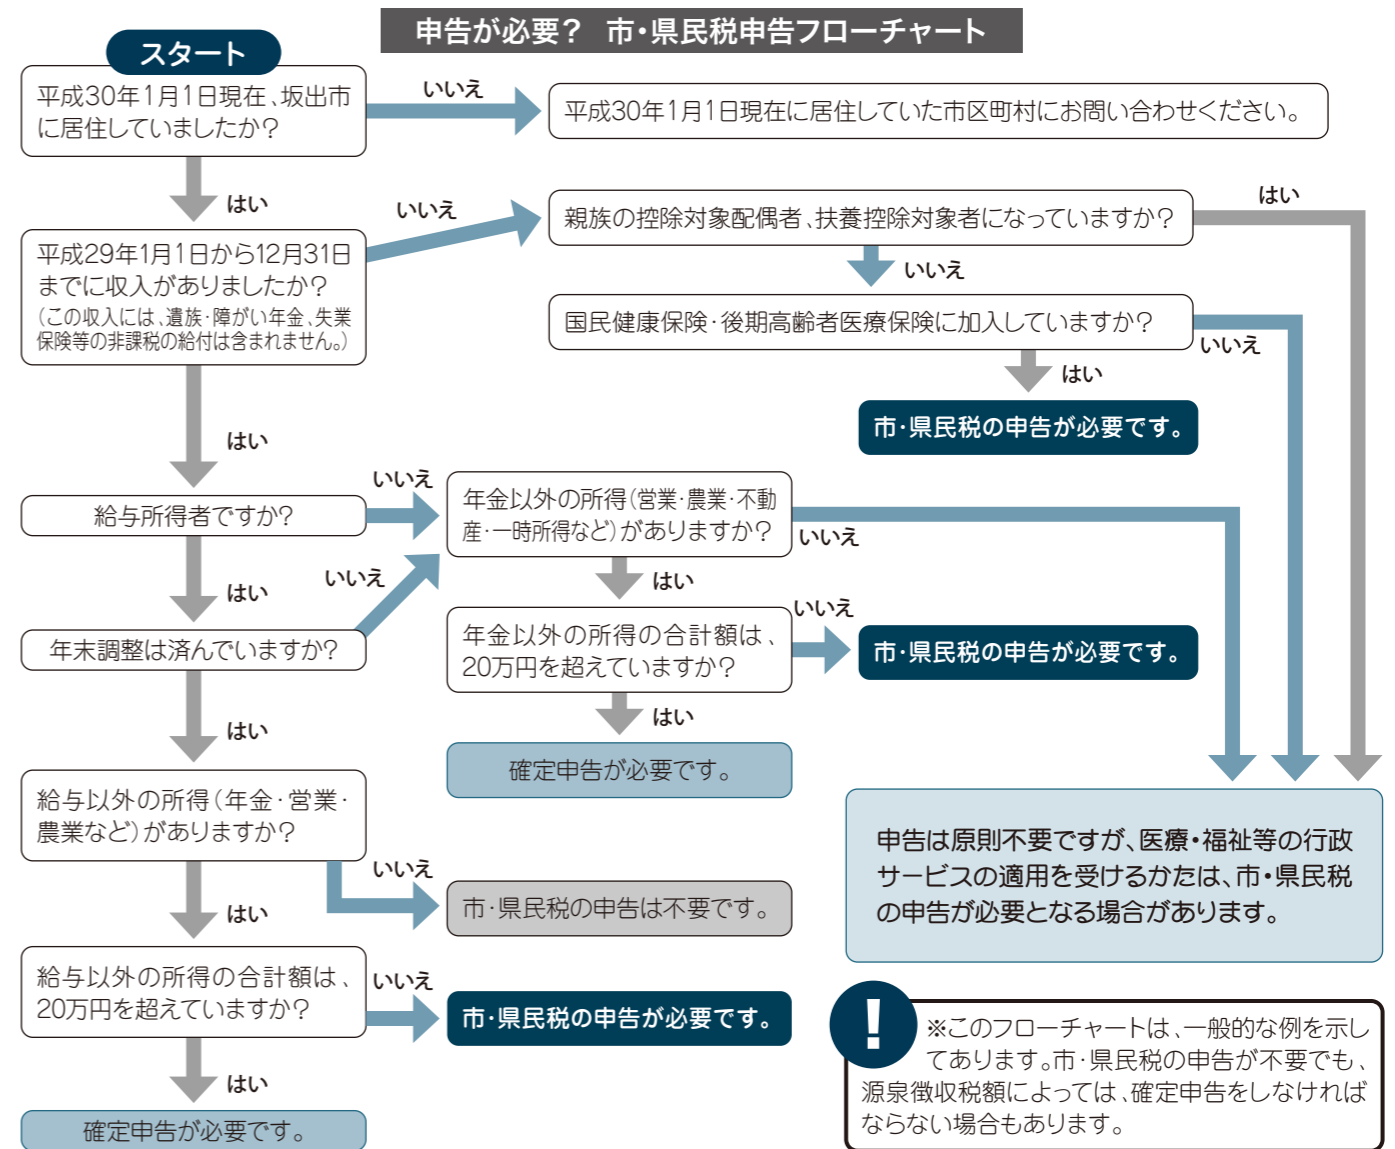 申告が必要？ 市・県民税申告フローチャート
スタート
平成30年1月1日現在、坂出市
に居住していましたか？
いいえ
平成30年1月1日現在に居住していた市区町村にお問い合わせください。
はい
平成29年1月1日から12月31日
までに収入がありましたか？
（この収入には、遺族・障がい年金、失業
保険等の非課税の給付は含まれません。）
いいえ
親族の控除対象配偶者、扶養控除対象者になっていますか？
はい
いいえ
国民健康保険・後期高齢者医療保険に加入していますか？
いいえ
はい
市・県民税の申告が必要です。
はい
給与所得者ですか？
いいえ
年金以外の所得（営業・農業・不動
産・一時所得など）がありますか？
いいえ
はい
はい
年末調整は済んでいますか？
いいえ
年金以外の所得の合計額は、
20万円を超えていますか？
いいえ
市・県民税の申告が必要です。
はい
確定申告が必要です。
はい
給与以外の所得（年金・営業・
農業など）がありますか？
いいえ
市・県民税の申告は不要です。
はい
給与以外の所得の合計額は、
20万円を超えていますか？
いいえ
市・県民税の申告が必要です。
はい
確定申告が必要です。
申告は原則不要ですが、医療・福祉等の行政
サービスの適用を受けるかたは、市・県民税
の申告が必要となる場合があります。
!
※このフローチャートは、一般的な例を示し
てあります。市・県民税の申告が不要でも、
源泉徴収税額によっては、確定申告をしなければ
ならない場合もあります。